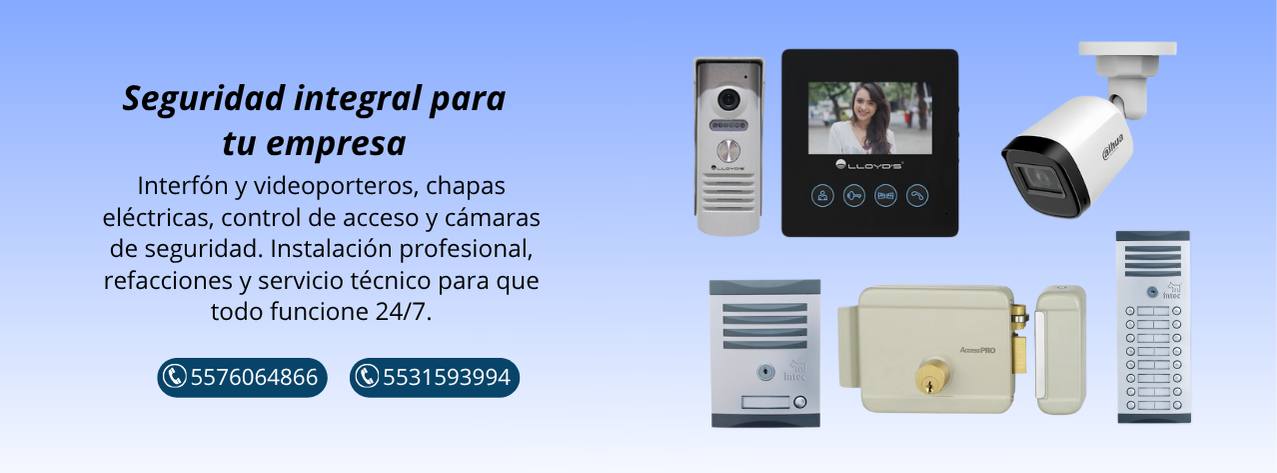 Seguridad integral para
tu empresa
Interfón y videoporteros, chapas
eléctricas, control de acceso y cámaras
de seguridad. Instalación profesional,
refacciones y servicio técnico para que
todo funcione 24/7.
5576064866
5531593994
LLOYD'S
LLOYD'S
alhua
intec
AccessPRO
intec